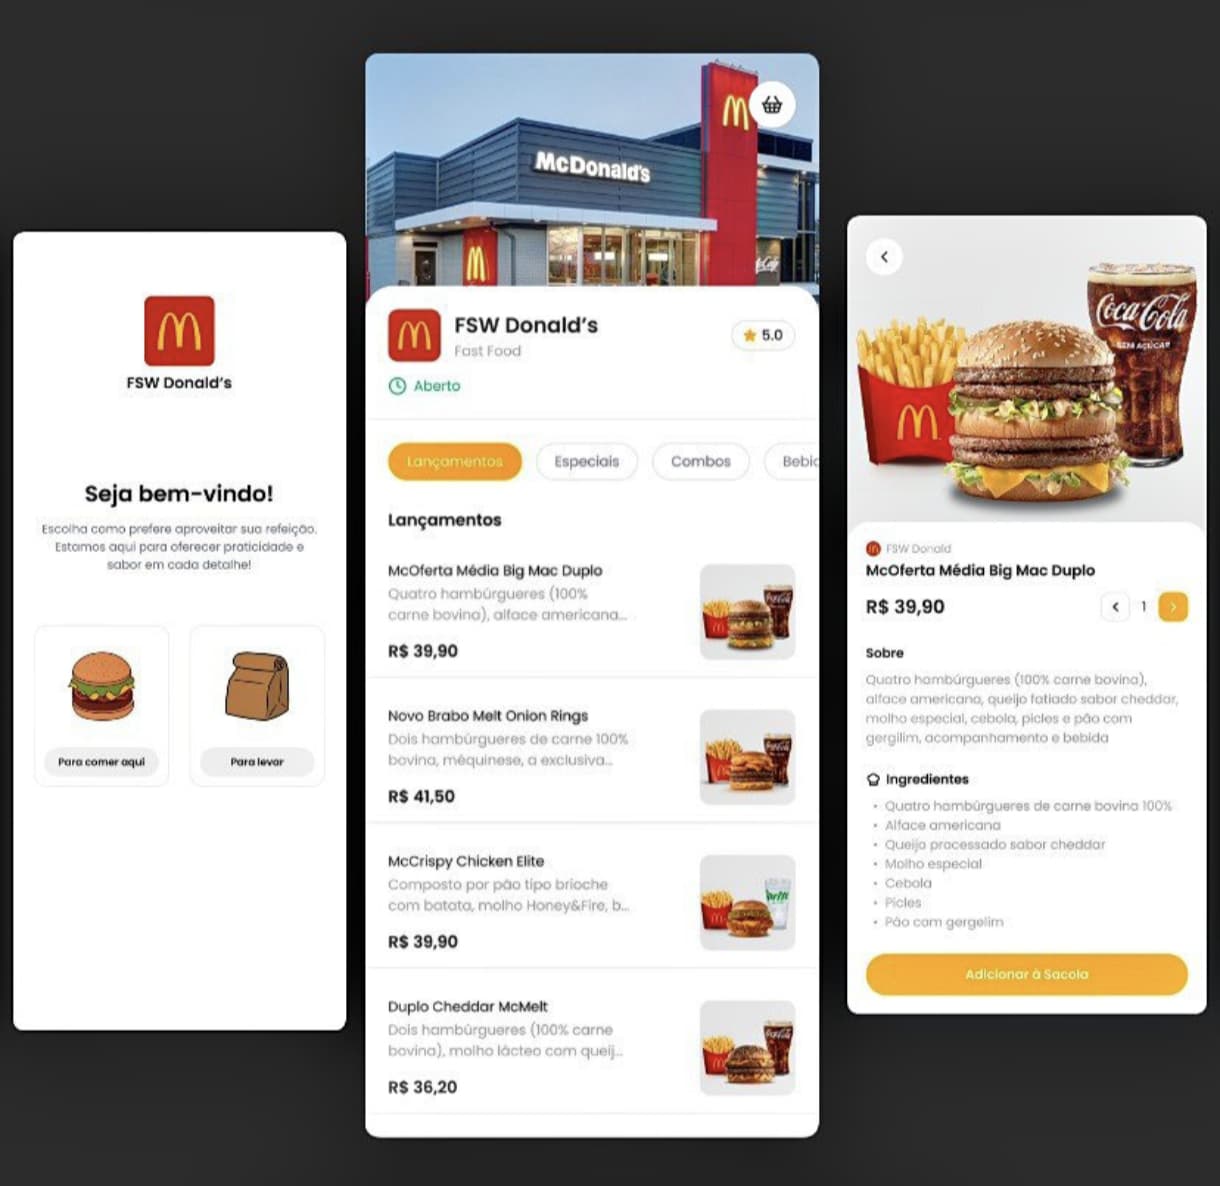 FSW Donald's
Seja bem-vindo!
Escolha como prefere aproveitar sua refeição.
Estamos aqui para oferecer praticidade e
sabor em cada detalhe!
Para comer aqui
Para levar
McDonald's
McCafé
FSW Donald's
Fast Food
5.0
Aberto
Lançamentos
Especiais
Combos
Bebic
Lançamentos
McOferta Média Big Mac Duplo
Quatro hambúrgueres (100%
carne bovina), alface americana...
R$ 39,90
Novo Brabo Melt Onion Rings
Dois hambúrgueres de carne 100%
bovina, méquinese, a exclusiva...
R$ 41,50
McCrispy Chicken Elite
Composto por pão tipo brioche
com batata, molho Honey&Fire, b...
R$ 39,90
Duplo Cheddar McMelt
Dois hambúrgueres (100% carne
bovina), molho lácteo com queij...
R$ 36,20
Coca-Cola
SEM AÇÚCAR
FSW Donald
McOferta Média Big Mac Duplo
R$ 39,90
1
Sobre
Quatro hambúrgueres (100% carne bovina),
alface americana, queijo fatiado sabor cheddar,
molho especial, cebola, picles e pão com
gergilim, acompanhamento e bebida
Ingredientes
• Quatro hambúrgueres de carne bovina 100%
• Alface americana
• Queijo processado sabor cheddar
• Molho especial
• Cebola
• Picles
• Pão com gergelim
Adicionar à Sacola